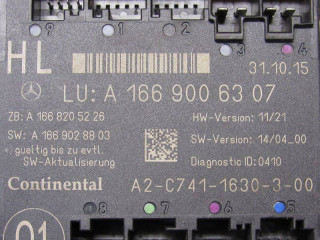 9 1 2 3 4
HL 31.10.15
LU: A 166 900 63 07
ZB: A 166 820 52 26 HW-Version: 11/21
SW: A 166 902 88 03 SW-Version: 14/04_00
gueltig bis zu evtl. Diagnostic ID:0410
SW-Aktualisierung
Continental A2-C741-1630-3-00
8 7 6 5
01